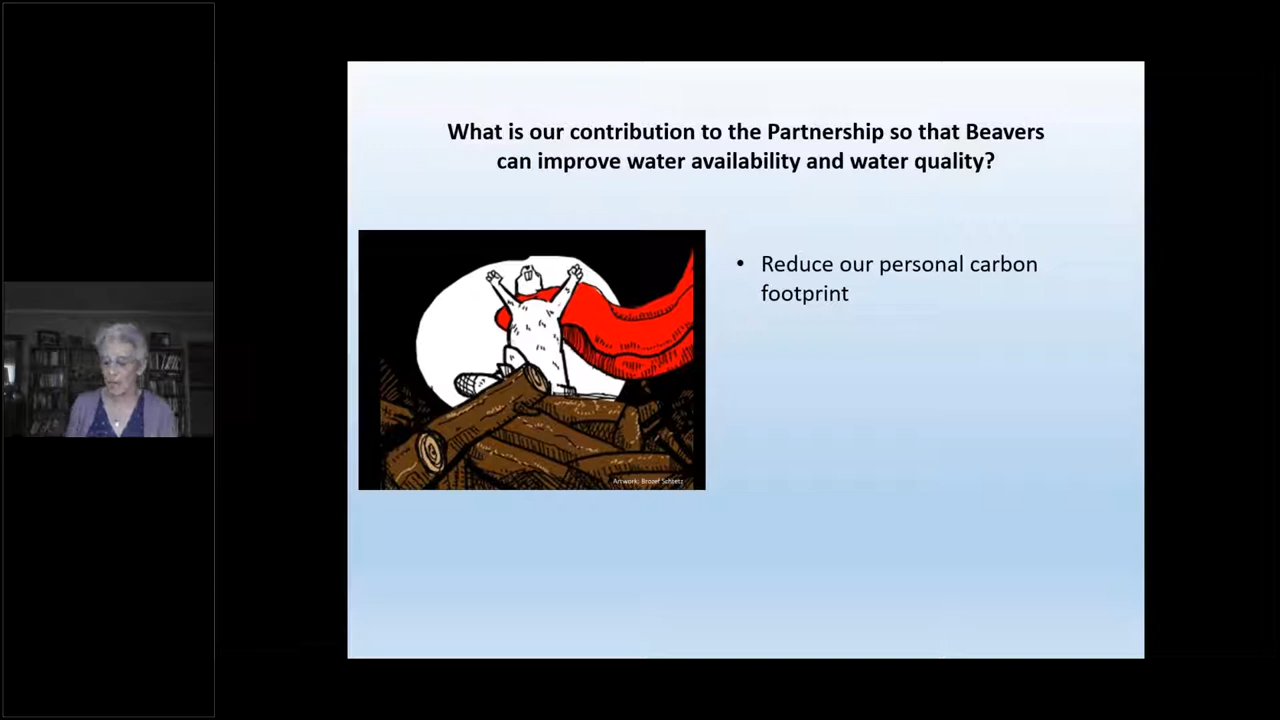 What is our contribution to the Partnership so that Beavers
can improve water availability and water quality?
• Reduce our personal carbon
footprint
Artwork: Brozef Schtetz